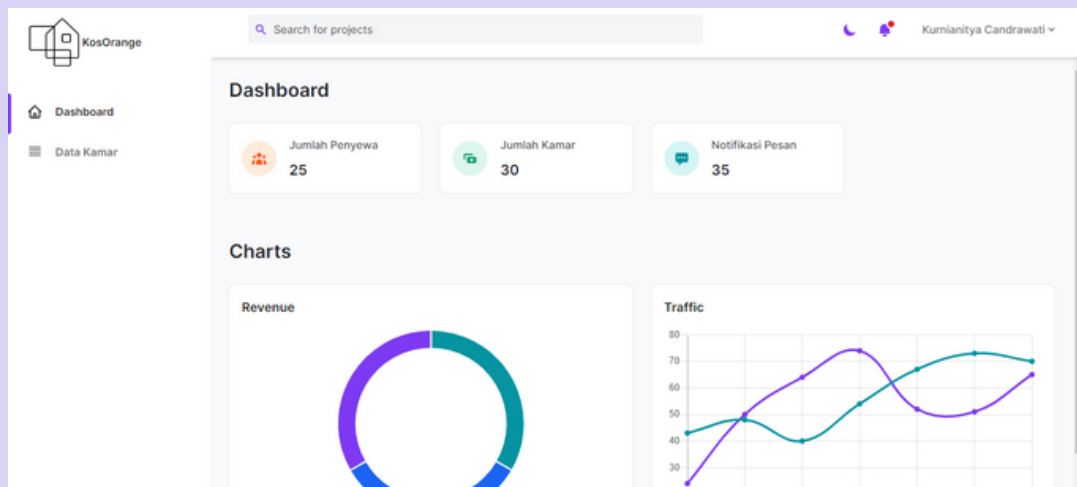 KosOrange
Search for projects
Kurnianitya Candrawati
Dashboard
Data Kamar
Dashboard
Jumlah Penyewa
25
Jumlah Kamar
30
Notifikasi Pesan
35
Charts
Revenue
Traffic
80
70
60
50
40
30